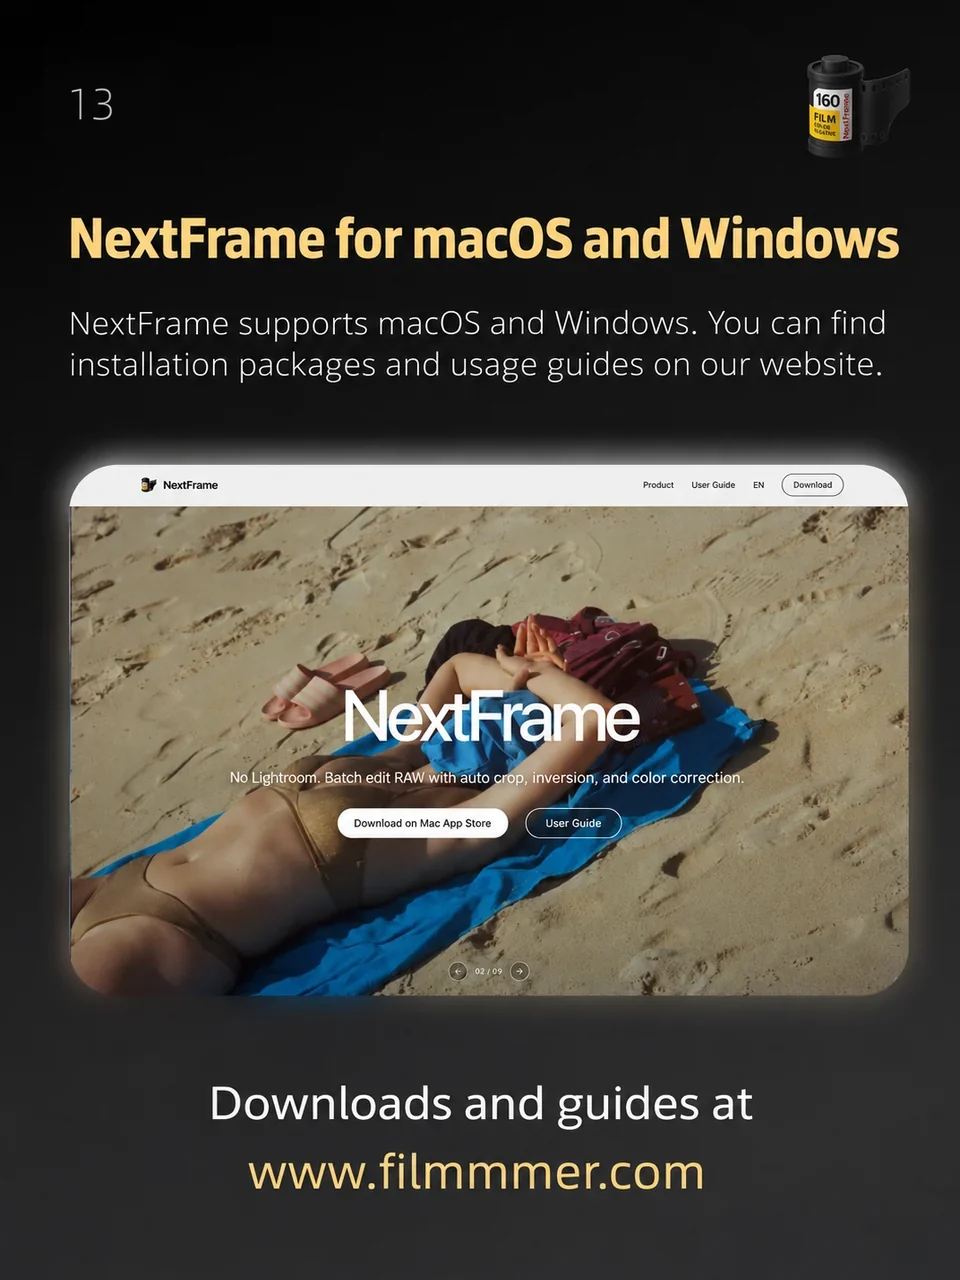 13
160
FILM
COLOR
NEGATIVE
NextFrame
NextFrame for macOS and Windows
NextFrame supports macOS and Windows. You can find
installation packages and usage guides on our website.
NextFrame
Product User Guide EN Download
NextFrame
No Lightroom. Batch edit RAW with auto crop, inversion, and color correction.
Download on Mac App Store User Guide
02 / 09
Downloads and guides at
www.filmmmer.com